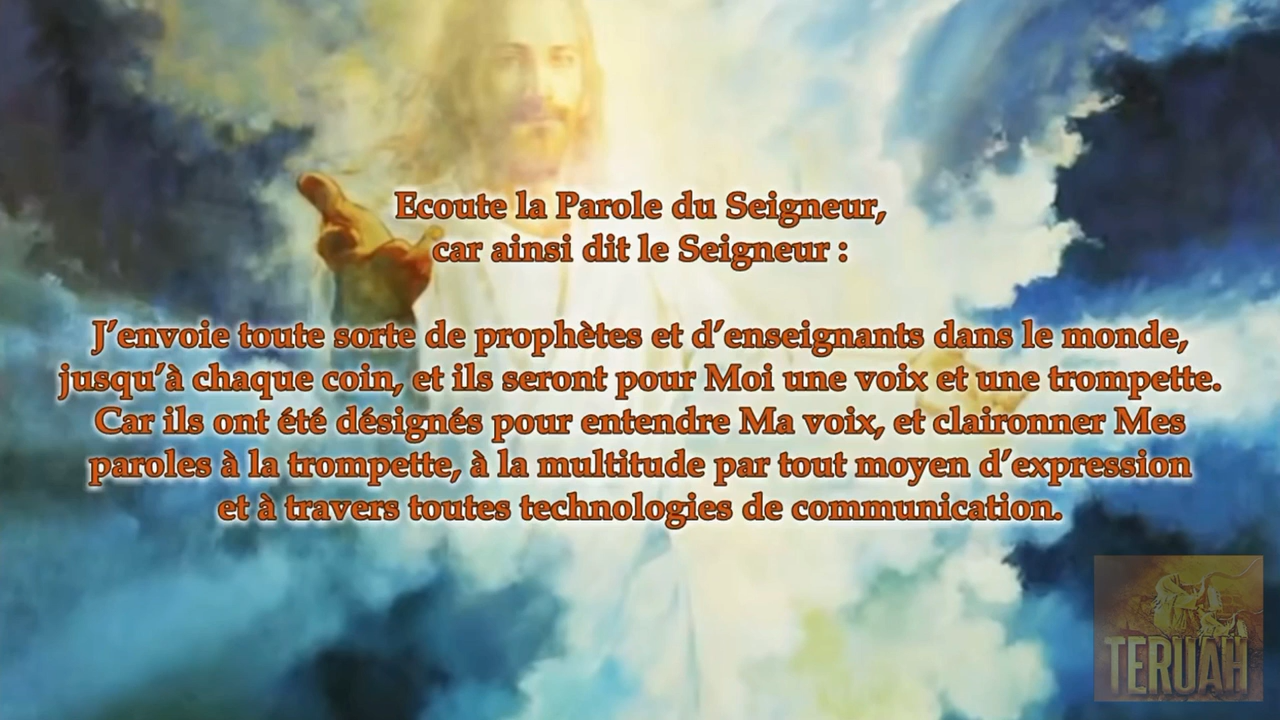 Ecoute la Parole du Seigneur,
car ainsi dit le Seigneur :
J’envoie toute sorte de prophètes et d’enseignants dans le monde,
jusqu’à chaque coin, et ils seront pour Moi une voix et une trompette.
Car ils ont été désignés pour entendre Ma voix, et claironner Mes
paroles à la trompette, à la multitude par tout moyen d’expression
et à travers toutes technologies de communication.
TERUAH